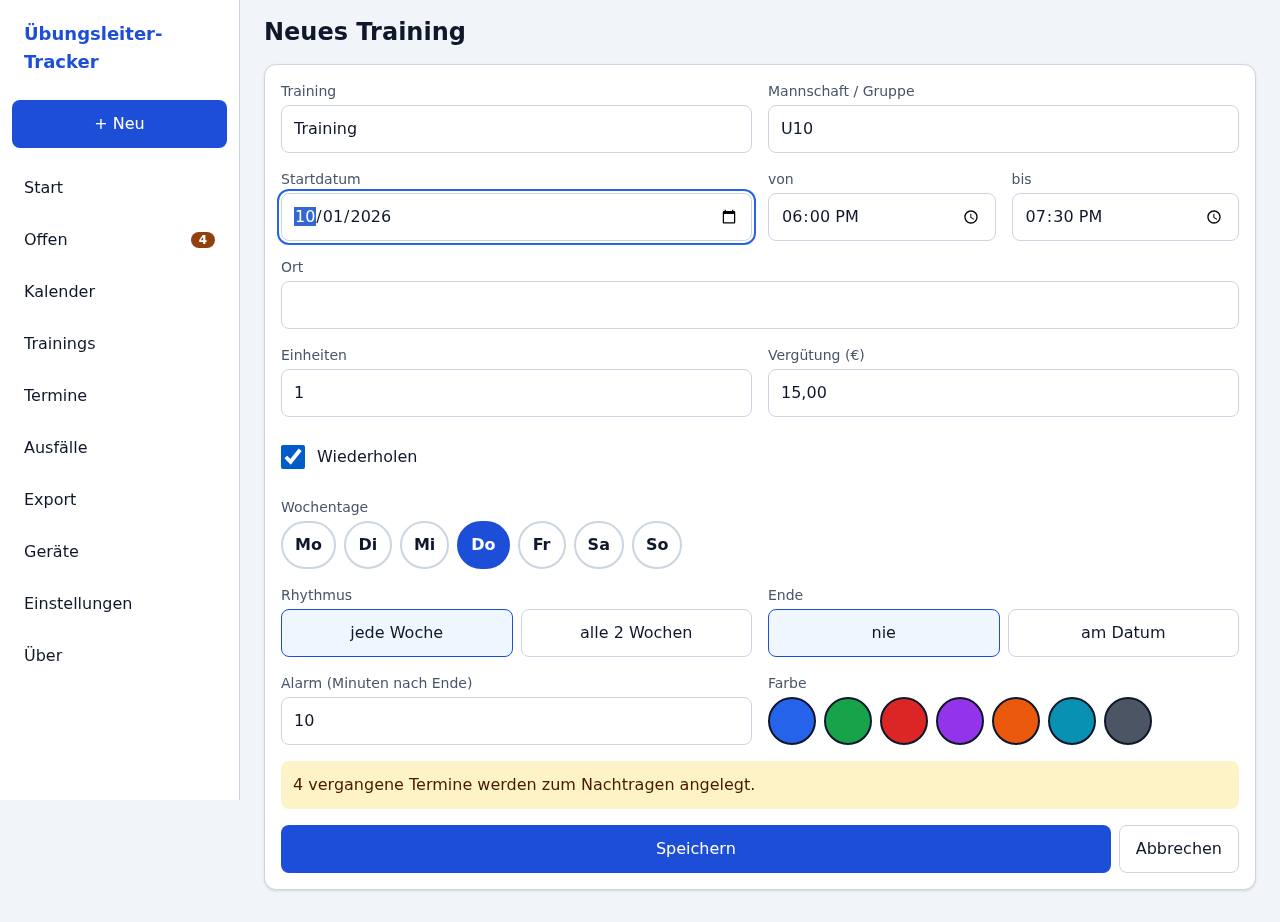 Übungsleiter-
Tracker
+ Neu
Start
Offen 4
Kalender
Trainings
Termine
Ausfälle
Export
Geräte
Einstellungen
Über
Neues Training
Training Mannschaft / Gruppe
Training U10
Startdatum von bis
10/01/2026 06:00 PM 07:30 PM
Ort
Einheiten Vergütung (€)
1 15,00
Wiederholen
Wochentage
Mo Di Mi Do Fr Sa So
Rhythmus Ende
jede Woche alle 2 Wochen nie am Datum
Alarm (Minuten nach Ende) Farbe
10
4 vergangene Termine werden zum Nachtragen angelegt.
Speichern Abbrechen